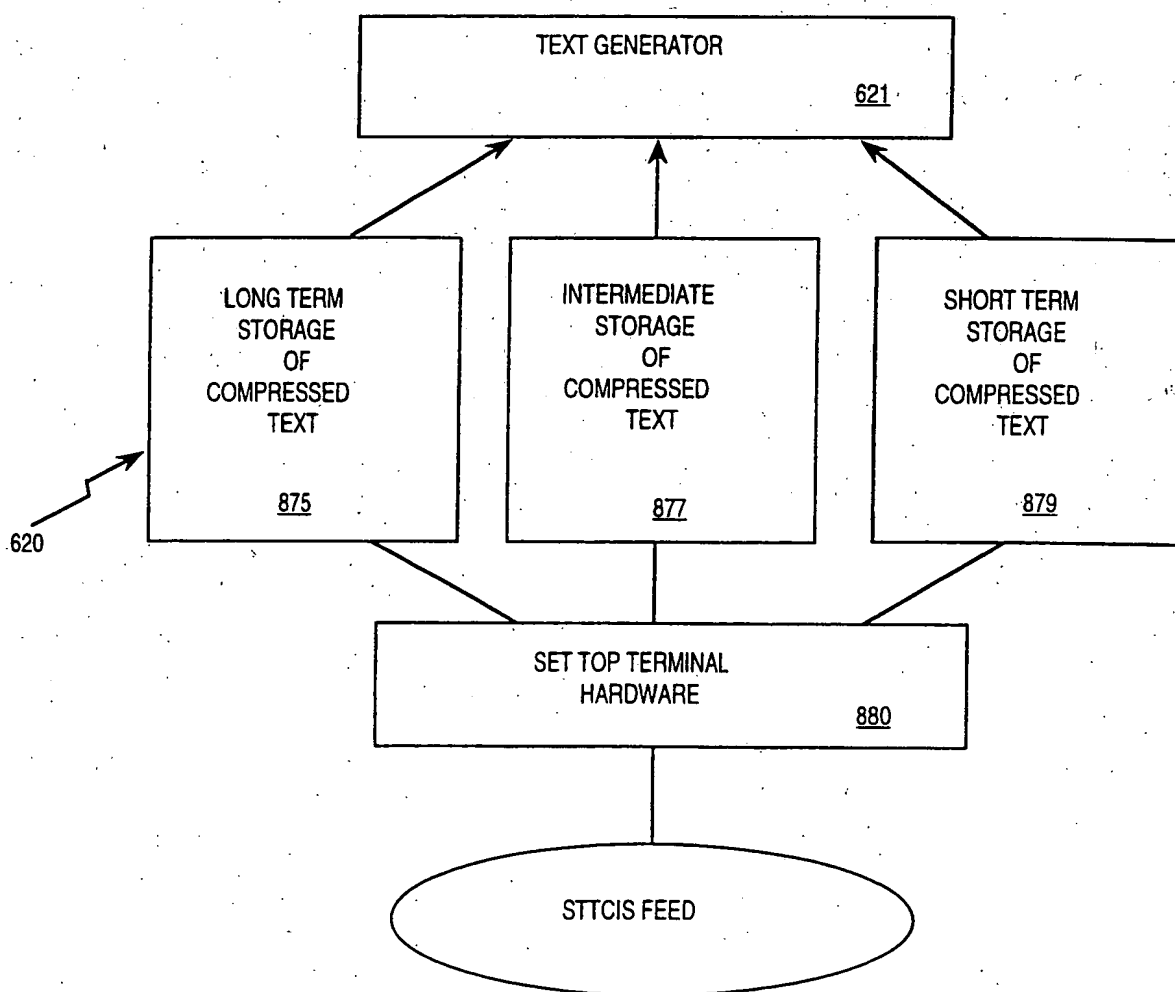 TEXT GENERATOR
621
LONG TERM
STORAGE
OF
COMPRESSED
TEXT
875
INTERMEDIATE
STORAGE
OF
COMPRESSED
TEXT
877
SHORT TERM
STORAGE
OF
COMPRESSED
TEXT
879
620
SET TOP TERMINAL
HARDWARE
880
STTCIS FEED